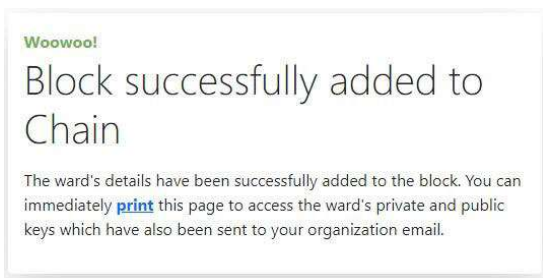 Woowoo!
Block successfully added to
Chain
The ward's details have been successfully added to the block. You can
immediately print this page to access the ward's private and public
keys which have also been sent to your organization email.